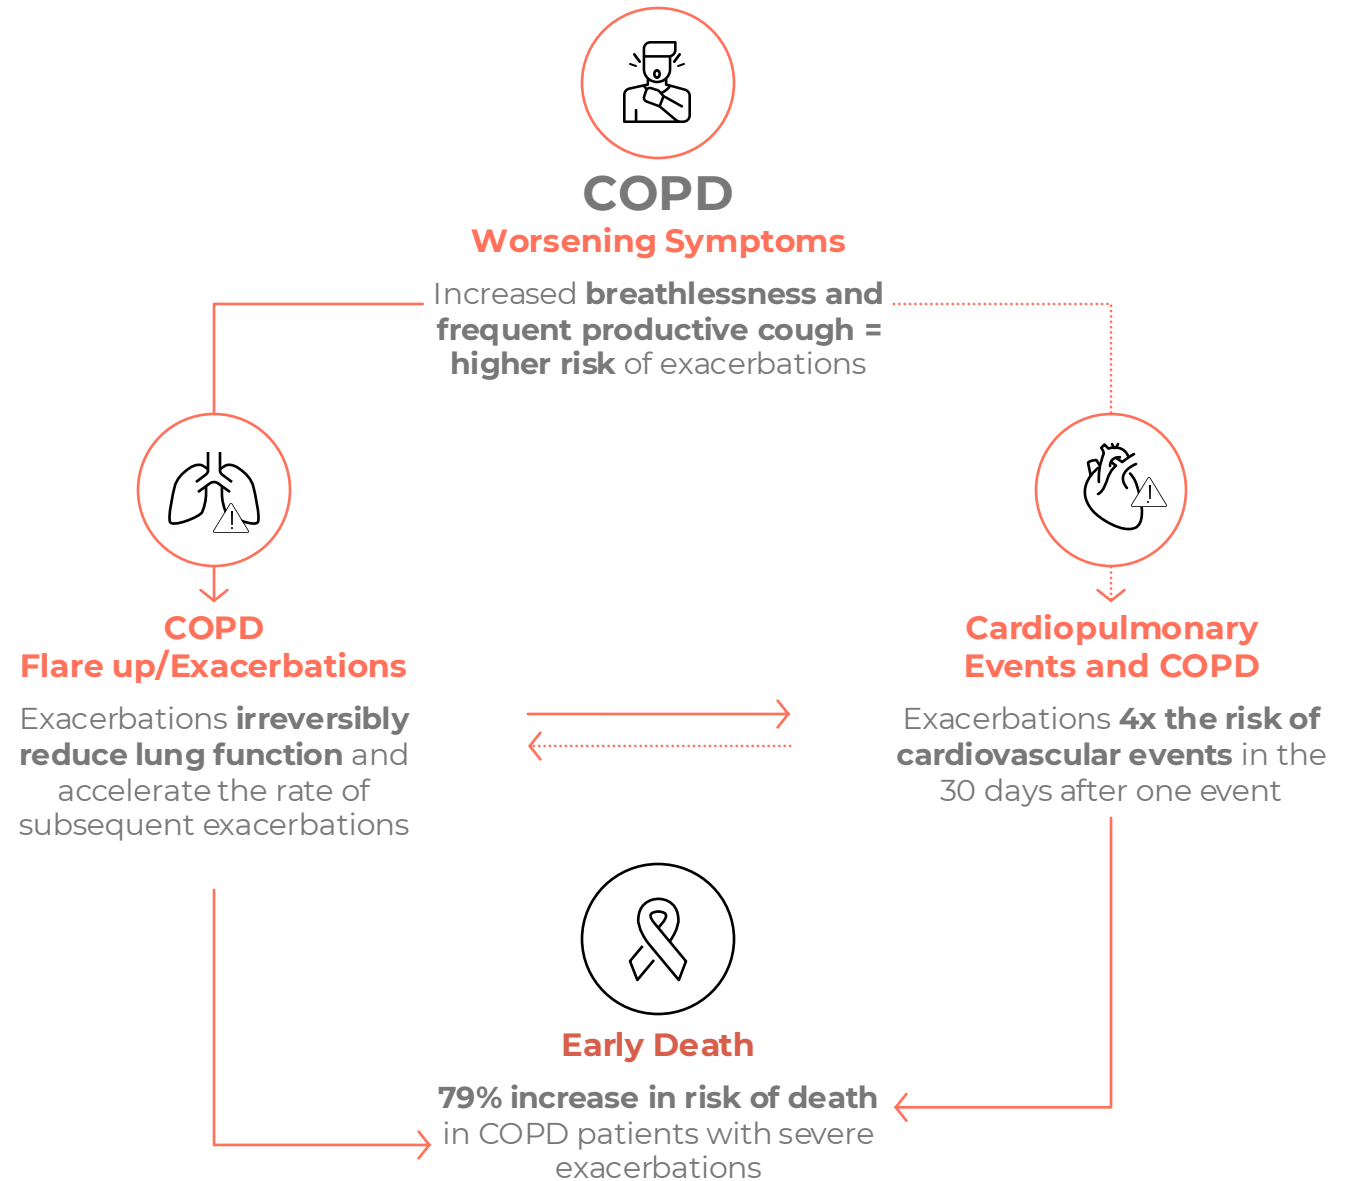 COPD
Worsening Symptoms
Increased breathlessness and
frequent productive cough =
higher risk of exacerbations
COPD
Flare up/Exacerbations
Exacerbations irreversibly
reduce lung function and
accelerate the rate of
subsequent exacerbations
Cardiopulmonary
Events and COPD
Exacerbations 4x the risk of
cardiovascular events in the
30 days after one event
Early Death
79% increase in risk of death
in COPD patients with severe
exacerbations